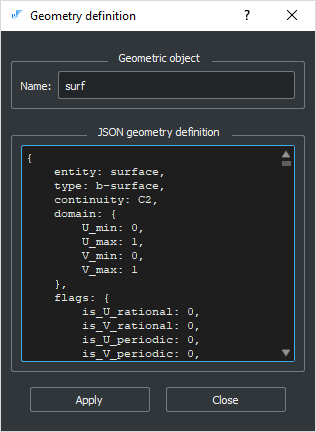 Geometry definition
?
Geometric object
Name: surf
JSON geometry definition
{
    entity: surface,
    type: b-surface,
    continuity: C2,
    domain: {
        U_min: 0,
        U_max: 1,
        V_min: 0,
        V_max: 1
    },
    flags: {
        is_U_rational: 0,
        is_V_rational: 0,
        is_U_periodic: 0,
        is_V_periodic: 0,
Apply Close